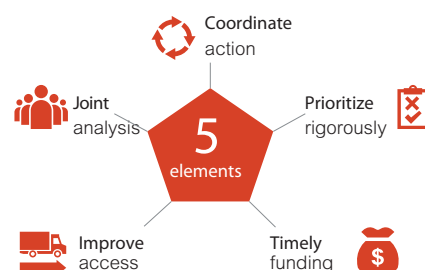 Coordinate
action
Joint
analysis
Prioritize
rigorously
5
elements
Improve
access
Timely
funding
$